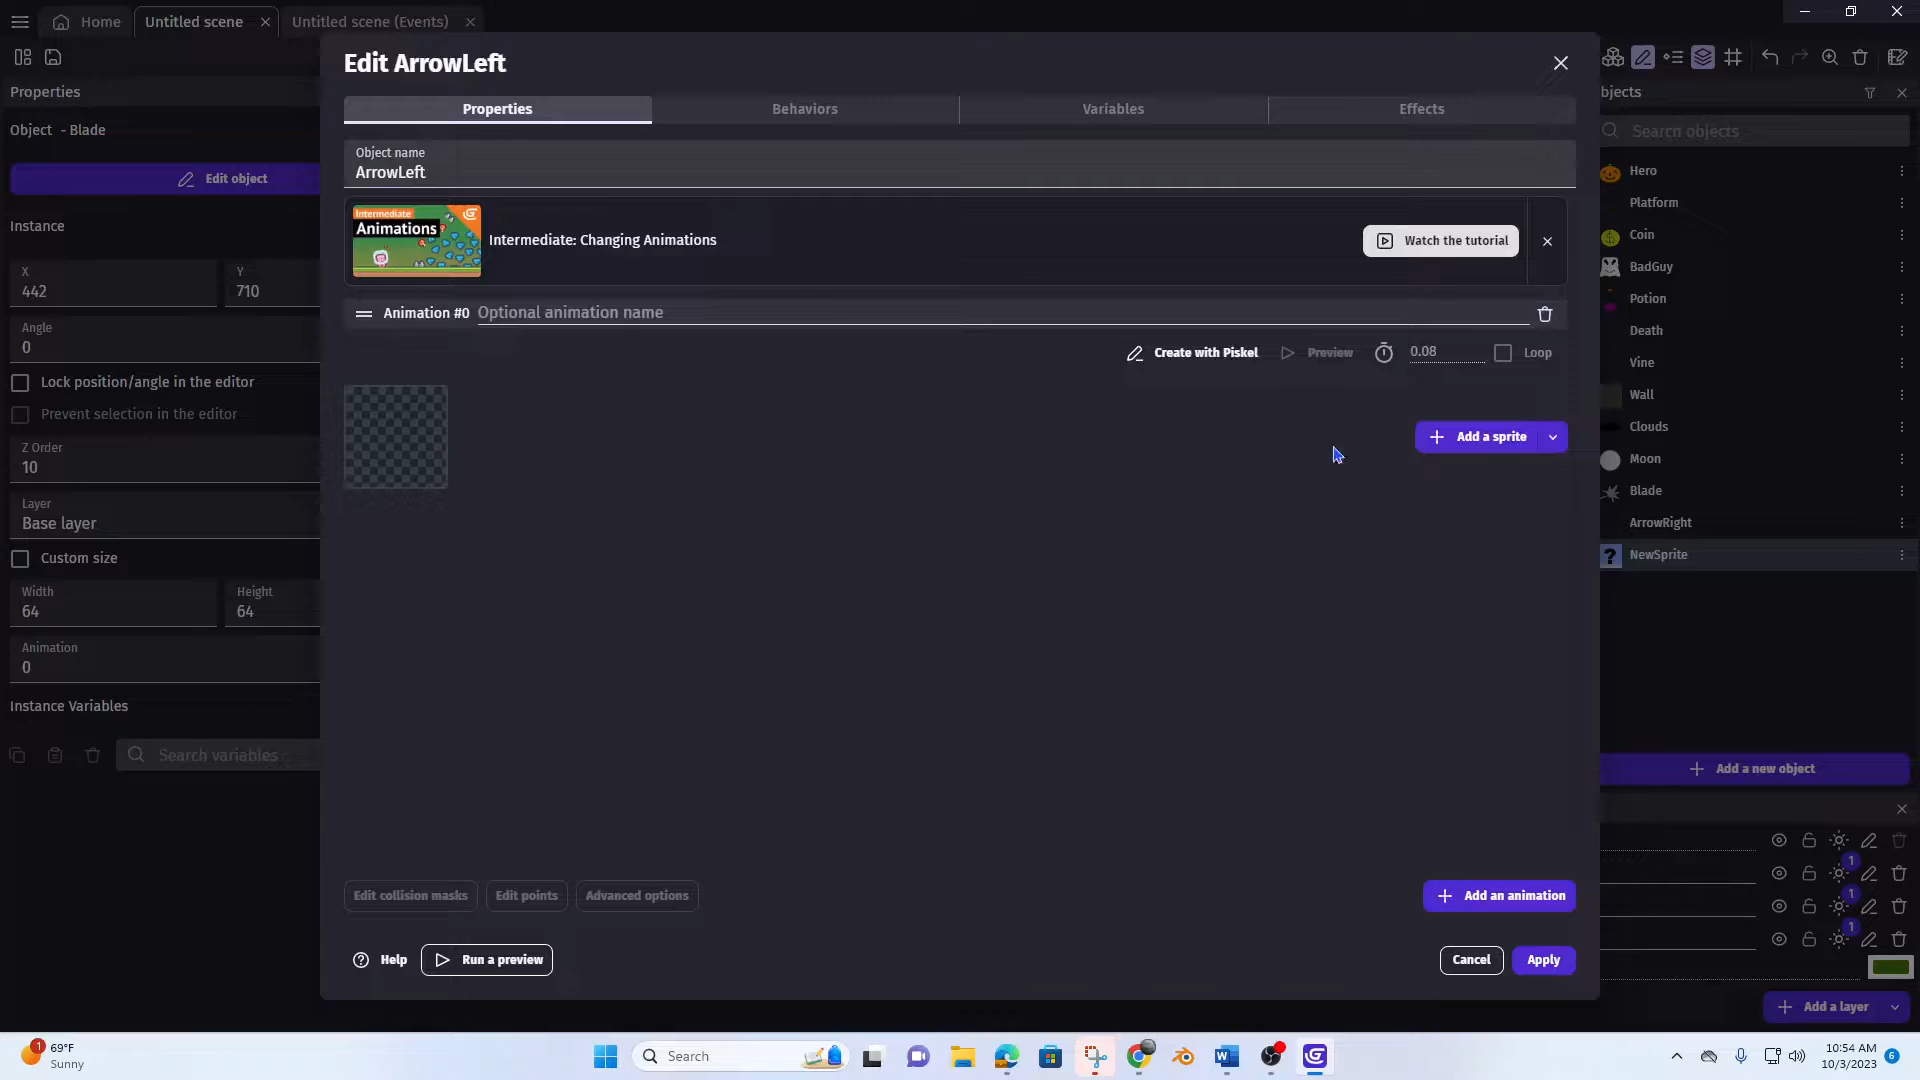 Home
Untitled scene
Untitled scene (Events)
Properties
Object - Blade
Edit object
Instance
X
442
Y
710
Angle
0
Lock position/angle in the editor
Prevent selection in the editor
Z Order
10
Layer
Base layer
Custom size
Width
64
Height
64
Animation
0
Instance Variables
Search variables
Edit ArrowLeft
Properties
Behaviors
Variables
Effects
Object name
ArrowLeft
Intermediate
Animations
Intermediate: Changing Animations
Watch the tutorial
Animation #0
Optional animation name
Create with Piskel
Preview
0.08
Loop
Add a sprite
Edit collision masks
Edit points
Advanced options
Add an animation
Help
Run a preview
Cancel
Apply
bjects
Search objects
Hero
Platform
Coin
BadGuy
Potion
Death
Vine
Wall
Clouds
Moon
Blade
ArrowRight
?
NewSprite
Add a new object
1
1
1
Add a layer
1
69°F
Sunny
Search
10:54 AM
10/3/2023
6